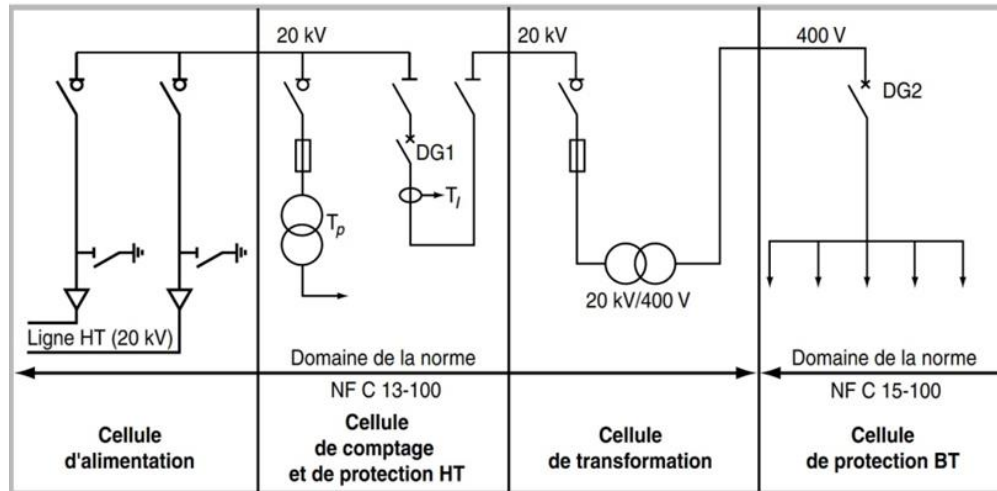 20 kV
20 kV
400 V
DG2
DG1
T_I
T_p
20 kV/400 V
Ligne HT (20 kV)
Domaine de la norme
NF C 13-100
Domaine de la norme
NF C 15-100
Cellule
d'alimentation
Cellule
de comptage
et de protection HT
Cellule
de transformation
Cellule
de protection BT